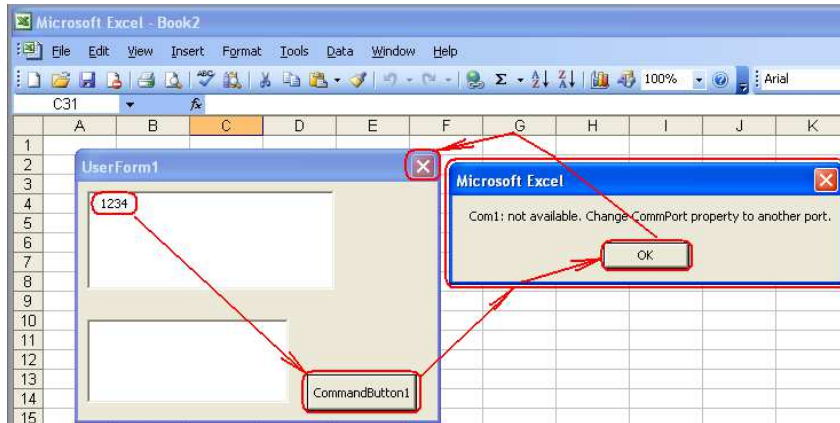 Microsoft Excel - Book2
File Edit View Insert Format Tools Data Window Help
100% Arial
C31 fx
A B C D E F G H I J K
1
2
3
4
5
6
7
8
9
10
11
12
13
14
15
UserForm1
1234
CommandButton1
Microsoft Excel
Com1: not available. Change CommPort property to another port.
OK